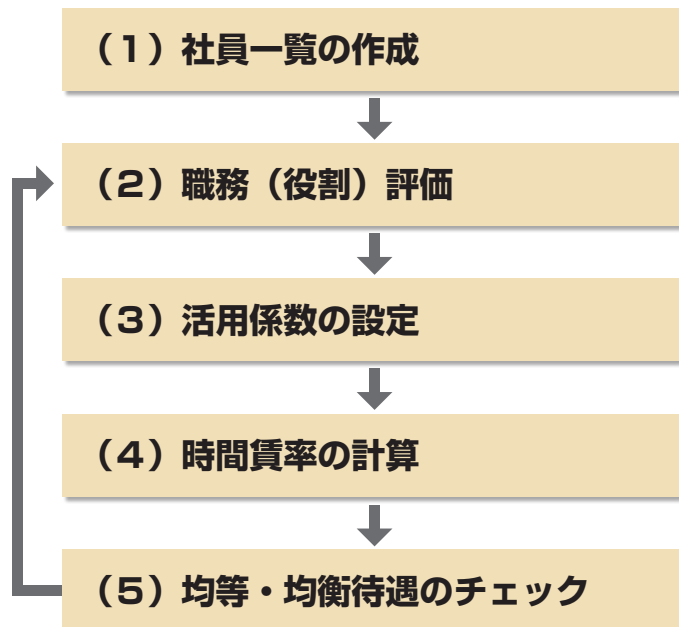 （1）社員一覧の作成
（2）職務（役割）評価
（3）活用係数の設定
（4）時間賃率の計算
（5）均等・均衡待遇のチェック